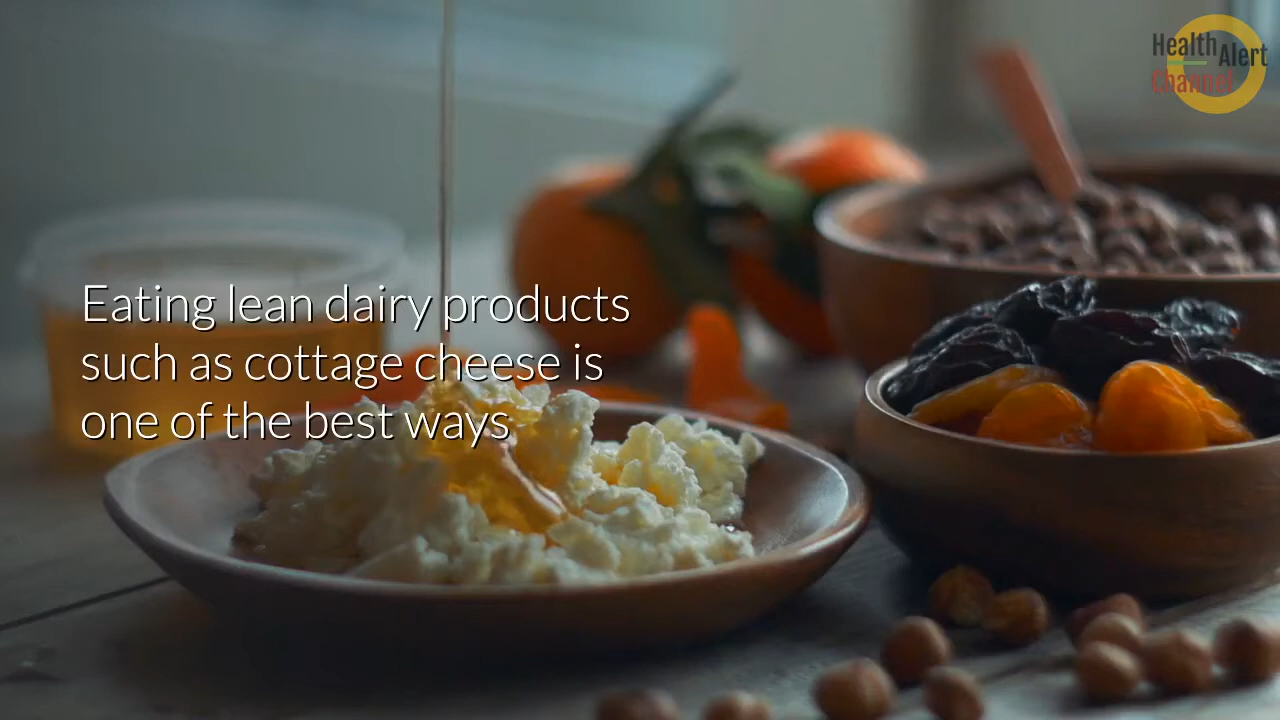 Health Alert
Channel
Eating lean dairy products
such as cottage cheese is
one of the best ways